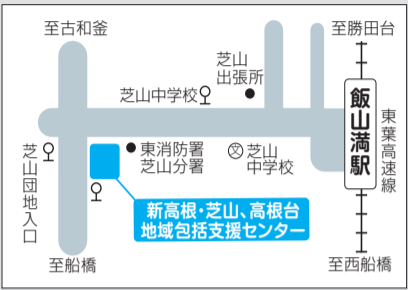 至古和釜
至勝田台
芝山
出張所
芝山中学校
飯山満駅
東葉高速線
芝山団地入口
東消防署
芝山分署
文
芝山
中学校
新高根・芝山、高根台
地域包括支援センター
至船橋
至西船橋